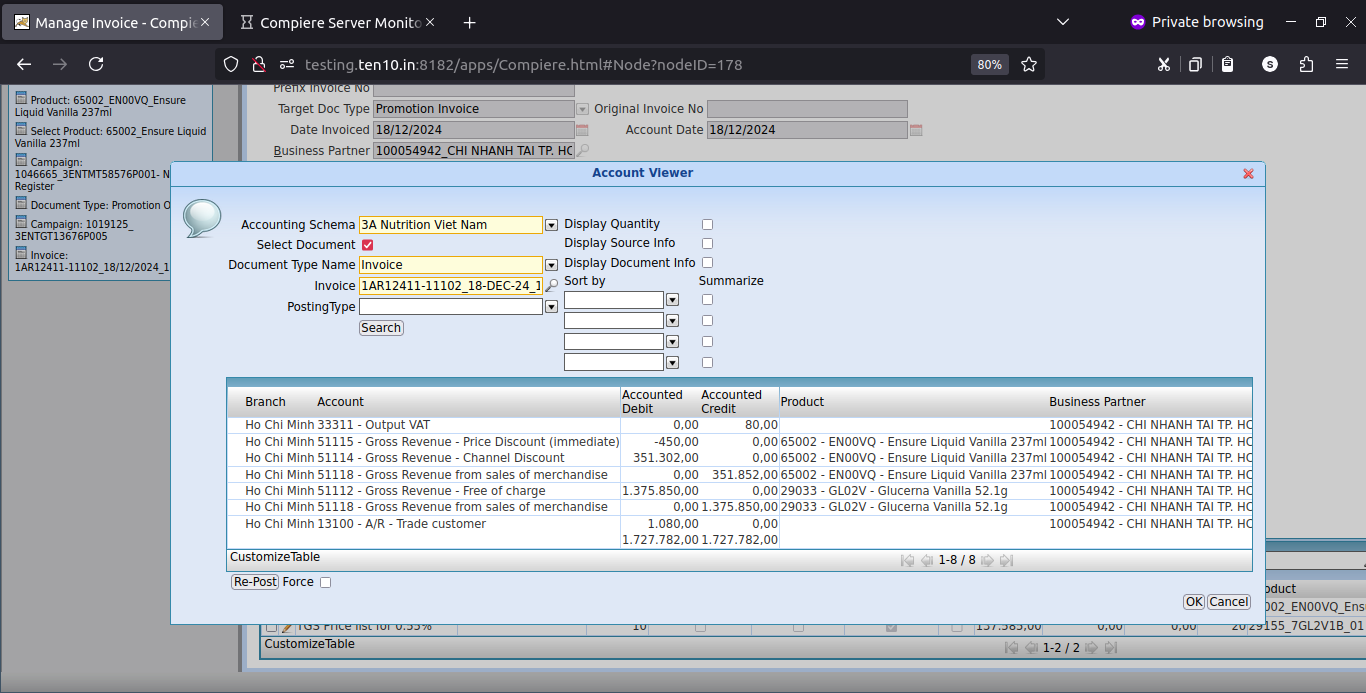 Manage Invoice - Compie
Compiere Server Monito
Private browsing
testing.ten10.in:8182/apps/Compiere.html#Node?nodeID=178
80%
S
Product: 65002_EN00VQ_Ensure
Liquid Vanilla 237ml
Select Product: 65002_Ensure Liquid
Vanilla 237ml
Campaign:
1046665_3ENTMT58576P001- N
Register
Document Type: Promotion O
Campaign: 1019125_
3ENTGT13676P005
Invoice:
1AR12411-11102_18/12/2024_1
Prefix Invoice No
Target Doc Type Promotion Invoice Original Invoice No
Date Invoiced 18/12/2024 Account Date 18/12/2024
Business Partner 100054942_CHI NHANH TAI TP. HC
Account Viewer
Accounting Schema 3A Nutrition Viet Nam Display Quantity
Select Document Display Source Info
Document Type Name Invoice Display Document Info
Invoice 1AR12411-11102_18-DEC-24_1 Sort by Summarize
PostingType
Search
Branch Account Accounted Debit Accounted Credit Product Business Partner
Ho Chi Minh 33311 - Output VAT 0,00 80,00 100054942 - CHI NHANH TAI TP. HC
Ho Chi Minh 51115 - Gross Revenue - Price Discount (immediate) -450,00 0,00 65002 - EN00VQ - Ensure Liquid Vanilla 237ml 100054942 - CHI NHANH TAI TP. HC
Ho Chi Minh 51114 - Gross Revenue - Channel Discount 351.302,00 0,00 65002 - EN00VQ - Ensure Liquid Vanilla 237ml 100054942 - CHI NHANH TAI TP. HC
Ho Chi Minh 51118 - Gross Revenue from sales of merchandise 0,00 351.852,00 65002 - EN00VQ - Ensure Liquid Vanilla 237ml 100054942 - CHI NHANH TAI TP. HC
Ho Chi Minh 51112 - Gross Revenue - Free of charge 1.375.850,00 0,00 29033 - GL02V - Glucerna Vanilla 52.1g 100054942 - CHI NHANH TAI TP. HC
Ho Chi Minh 51118 - Gross Revenue from sales of merchandise 0,00 1.375.850,00 29033 - GL02V - Glucerna Vanilla 52.1g 100054942 - CHI NHANH TAI TP. HC
Ho Chi Minh 13100 - A/R - Trade customer 1.080,00 0,00 100054942 - CHI NHANH TAI TP. HC
1.727.782,00 1.727.782,00
CustomizeTable 1-8 / 8
Re-Post Force
OK Cancel
oduct
002_EN00VQ_Ensu
TGS Price list for 0.55% 10 137.585,00 0,00 0,00 20 29155_7GL2V1B_01
CustomizeTable 1-2 / 2